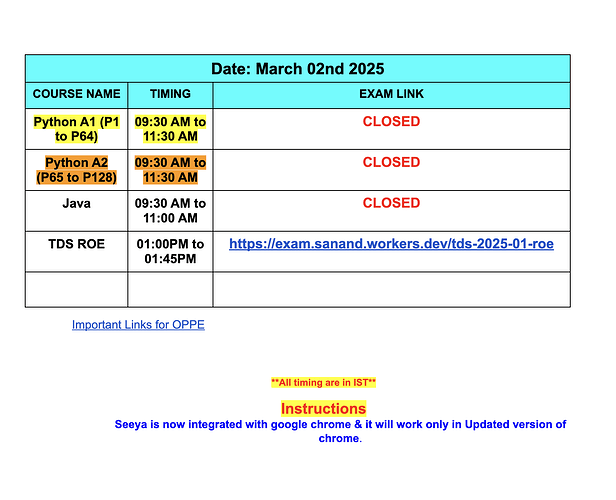 Date: March 02nd 2025
COURSE NAME TIMING EXAM LINK
Python A1 (P1
to P64)
09:30 AM to
11:30 AM
CLOSED
Python A2
(P65 to P128)
09:30 AM to
11:30 AM
CLOSED
Java
09:30 AM to
11:00 AM
CLOSED
TDS ROE
01:00PM to
01:45PM
https://exam.sanand.workers.dev/tds-2025-01-roe
Important Links for OPPE
**All timing are in IST**
Instructions
Seeya is now integrated with google chrome & it will work only in Updated version of
chrome.